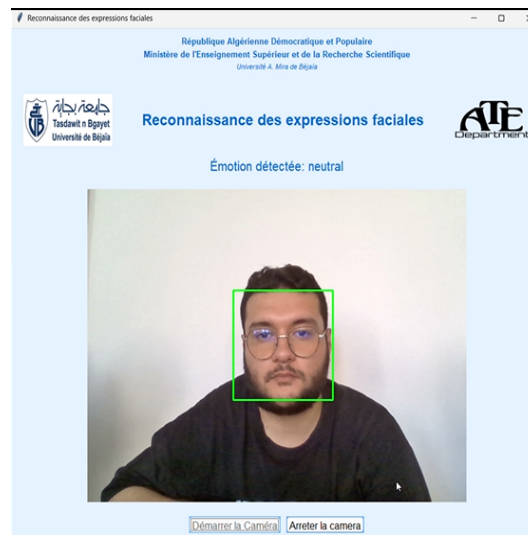 Reconnaissance des expressions faciales
République Algérienne Démocratique et Populaire
Ministère de l'Enseignement Supérieur et de la Recherche Scientifique
Université A. Mira de Béjaïa
جامعة بجاية
Tasdawit n Bgayet
Université de Béjaïa
Reconnaissance des expressions faciales
ATE
Department
Émotion détectée: neutral
Démarrer la Caméra
Arreter la camera